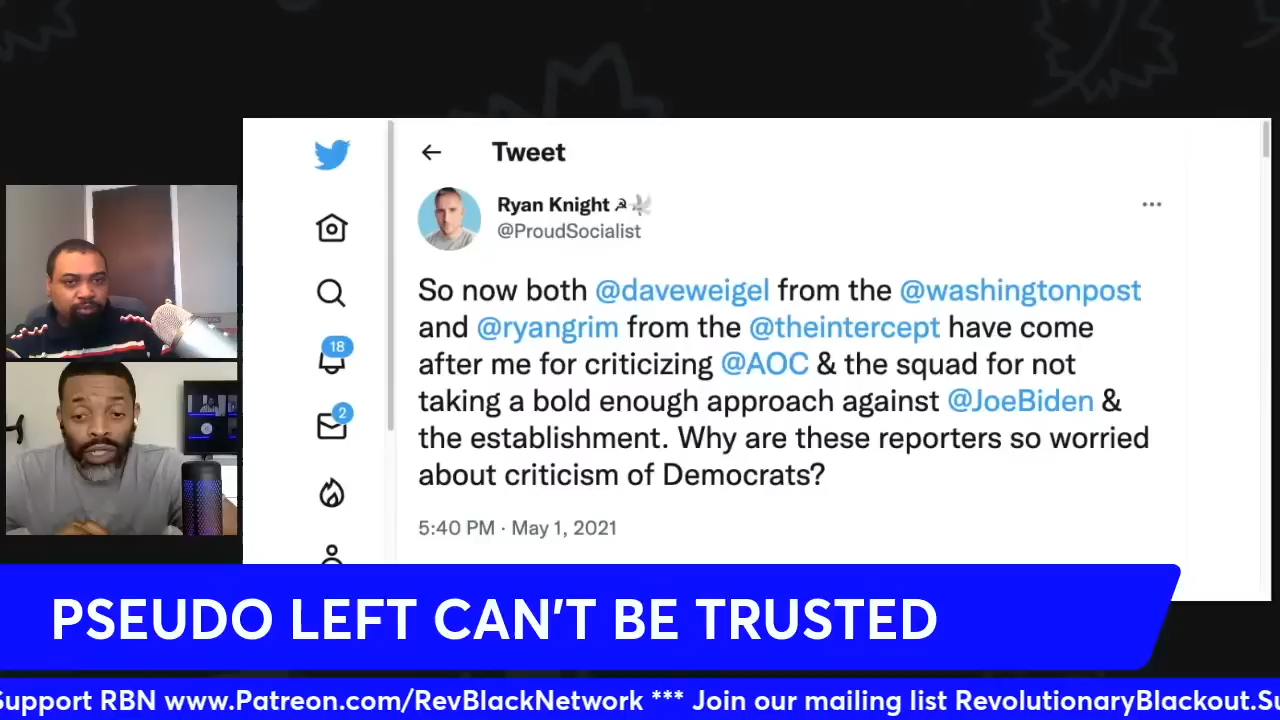 Tweet
Ryan Knight
@ProudSocialist
So now both @daveweigel from the @washingtonpost
and @ryangrim from the @theintercept have come
after me for criticizing @AOC & the squad for not
taking a bold enough approach against @JoeBiden &
the establishment. Why are these reporters so worried
about criticism of Democrats?
5:40 PM · May 1, 2021
18
2
PSEUDO LEFT CAN'T BE TRUSTED
Support RBN www.Patreon.com/RevBlackNetwork *** Join our mailing list RevolutionaryBlackout.Su